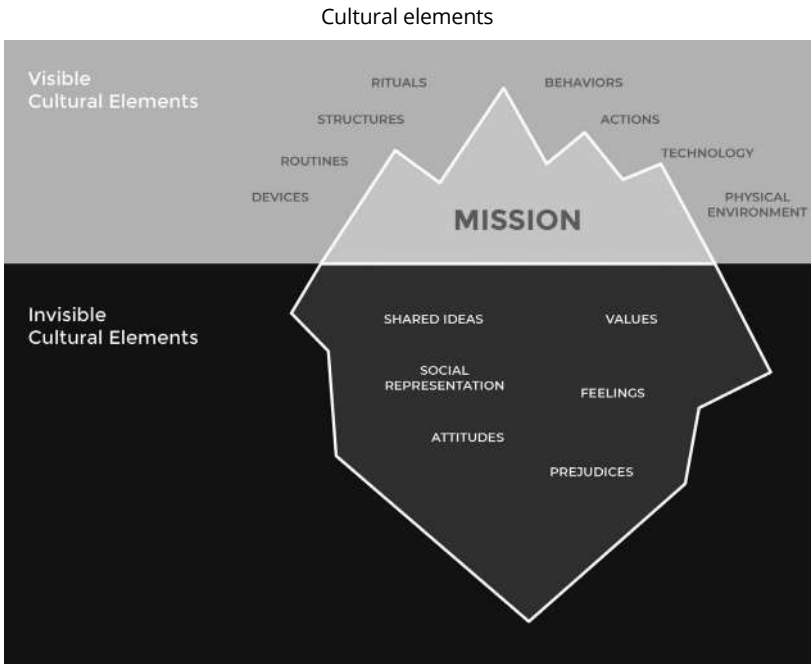 Cultural elements
Visible
Cultural Elements
RITUALS
BEHAVIORS
STRUCTURES
ACTIONS
ROUTINES
TECHNOLOGY
DEVICES
PHYSICAL
ENVIRONMENT
MISSION
Invisible
Cultural Elements
SHARED IDEAS
VALUES
SOCIAL
REPRESENTATION
FEELINGS
ATTITUDES
PREJUDICES